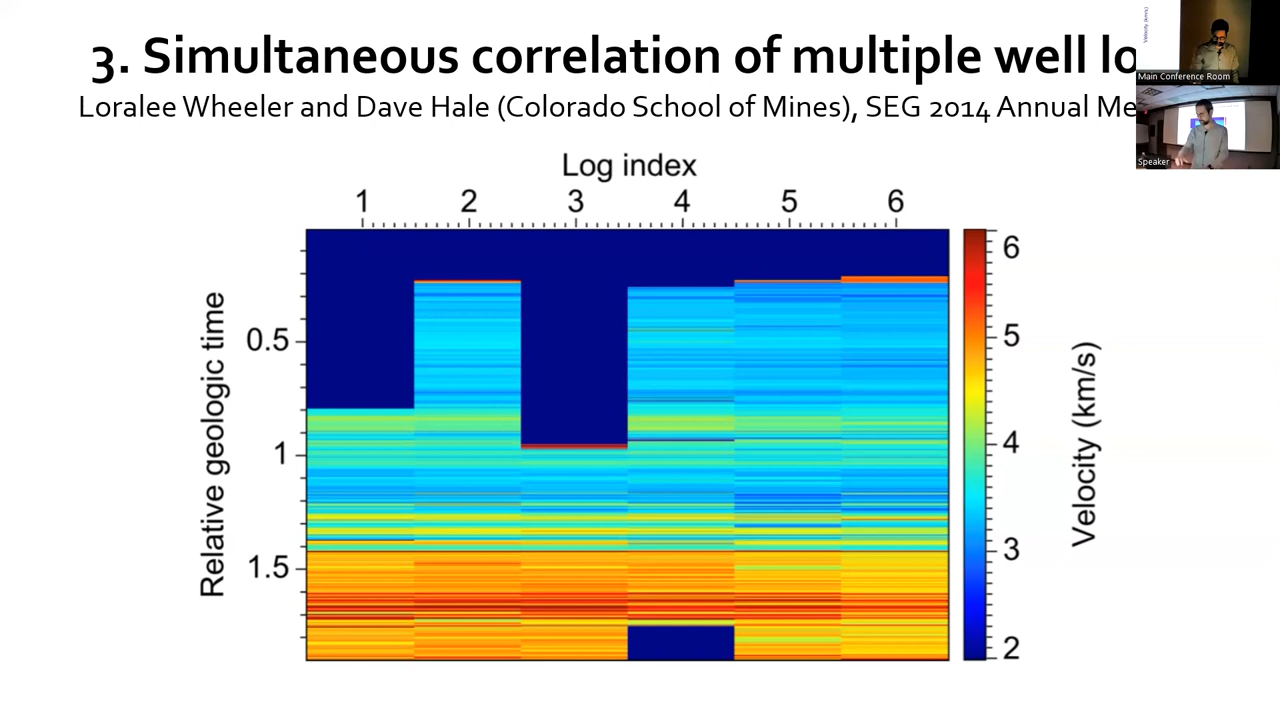 3. Simultaneous correlation of multiple well lo
Loralee Wheeler and Dave Hale (Colorado School of Mines), SEG 2014 Annual Me
Velocity (km/s)
Main Conference Room
Speaker
Log index
1 2 3 4 5 6
Relative geologic time
0.5
1
1.5
6
5
4
3
2
Velocity (km/s)